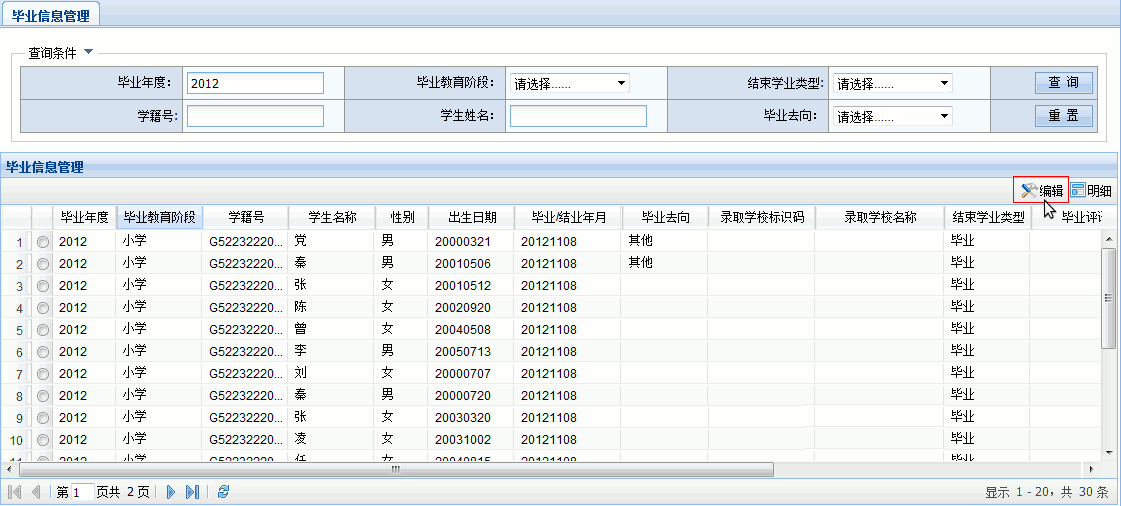 毕业信息管理
查询条件
毕业年度: 2012 毕业教育阶段: 请选择...... 结束学业类型: 请选择...... 查 询
学籍号: 学生姓名: 毕业去向: 请选择...... 重 置
毕业信息管理
编辑 明细
毕业年度 毕业教育阶段 学籍号 学生名称 性别 出生日期 毕业/结业年月 毕业去向 录取学校标识码 录取学校名称 结束学业类型 毕业评
1 2012 小学 G52232220... 党 男 20000321 20121108 其他 毕业
2 2012 小学 G52232220... 秦 男 20010506 20121108 其他 毕业
3 2012 小学 G52232220... 张 女 20010512 20121108 毕业
4 2012 小学 G52232220... 陈 女 20020920 20121108 毕业
5 2012 小学 G52232220... 曾 女 20040508 20121108 毕业
6 2012 小学 G52232220... 李 男 20050713 20121108 毕业
7 2012 小学 G52232220... 刘 女 20000707 20121108 毕业
8 2012 小学 G52232220... 秦 男 20000720 20121108 毕业
9 2012 小学 G52232220... 张 女 20030320 20121108 毕业
10 2012 小学 G52232220... 凌 女 20031002 20121108 毕业
11 2012 小学 G52232220... 任 女 20040815 20121108 毕业
第 1 页共 2 页 显示 1 - 20，共 30 条